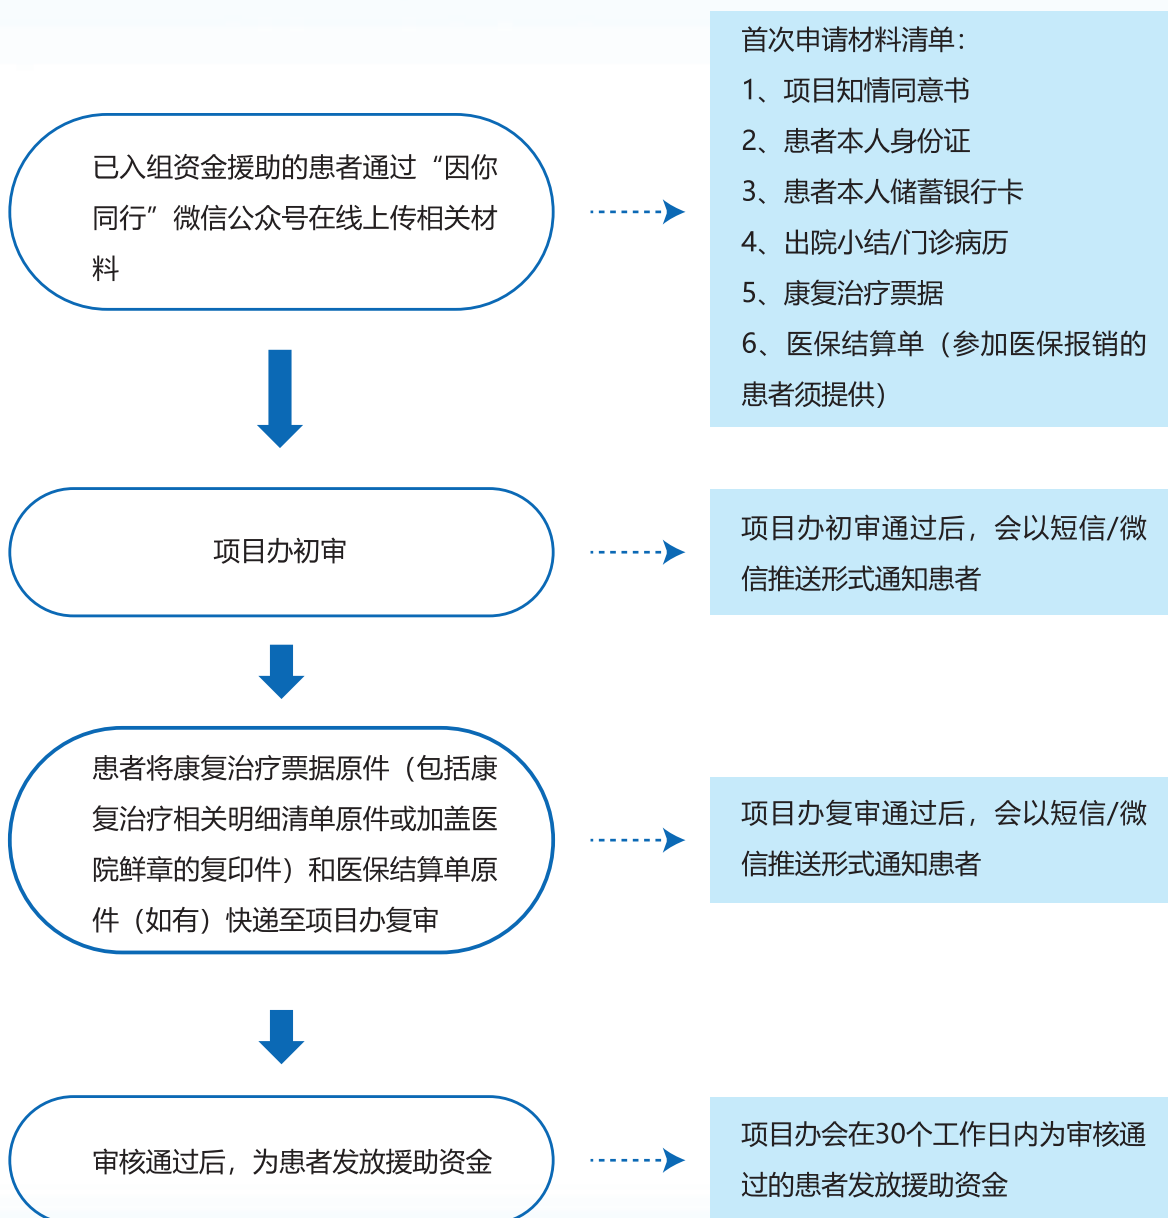 已入组资金援助的患者通过“因你
同行”微信公众号在线上传相关材
料
首次申请材料清单：
1、项目知情同意书
2、患者本人身份证
3、患者本人储蓄银行卡
4、出院小结/门诊病历
5、康复治疗票据
6、医保结算单（参加医保报销的
患者须提供）
项目办初审
项目办初审通过后，会以短信/微
信推送形式通知患者
患者将康复治疗票据原件（包括康
复治疗相关明细清单原件或加盖医
院鲜章的复印件）和医保结算单原
件（如有）快递至项目办复审
项目办复审通过后，会以短信/微
信推送形式通知患者
审核通过后，为患者发放援助资金
项目办会在30个工作日内为审核通
过的患者发放援助资金